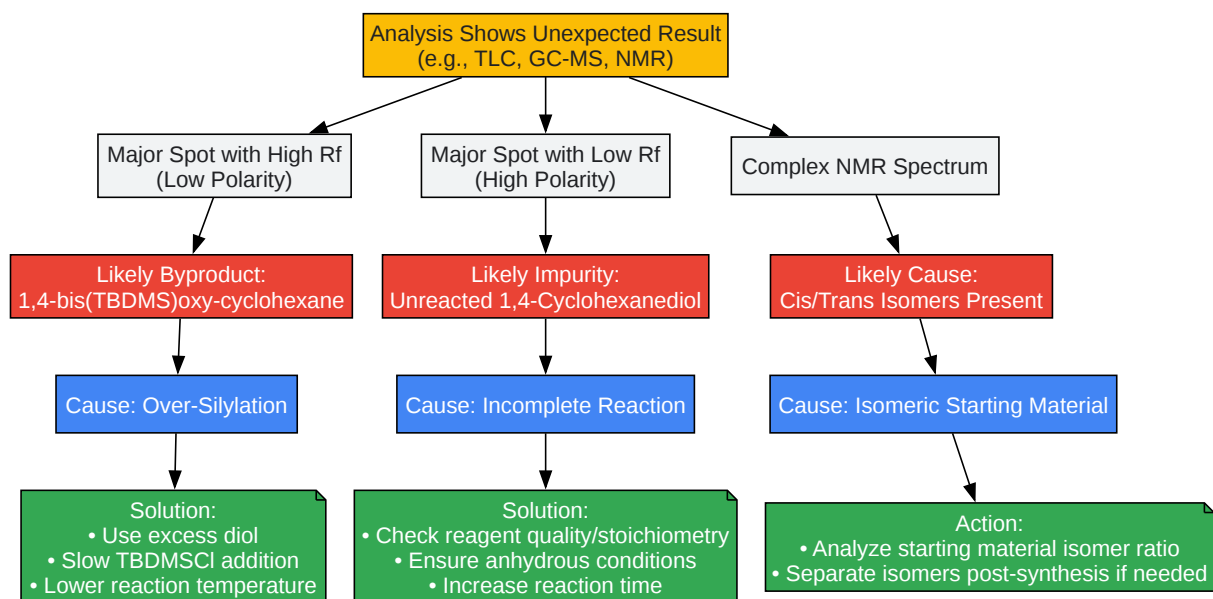 Analysis Shows Unexpected Result
(e.g., TLC, GC-MS, NMR)
Major Spot with High Rf
(Low Polarity)
Major Spot with Low Rf
(High Polarity)
Complex NMR Spectrum
Likely Byproduct:
1,4-bis(TBDMS)oxy-cyclohexane
Likely Impurity:
Unreacted 1,4-Cyclohexanediol
Likely Cause:
Cis/Trans Isomers Present
Cause: Over-Silylation
Cause: Incomplete Reaction
Cause: Isomeric Starting Material
Solution:
• Use excess diol
• Slow TBDMSCl addition
• Lower reaction temperature
Solution:
• Check reagent quality/stoichiometry
• Ensure anhydrous conditions
• Increase reaction time
Action:
• Analyze starting material isomer ratio
• Separate isomers post-synthesis if needed